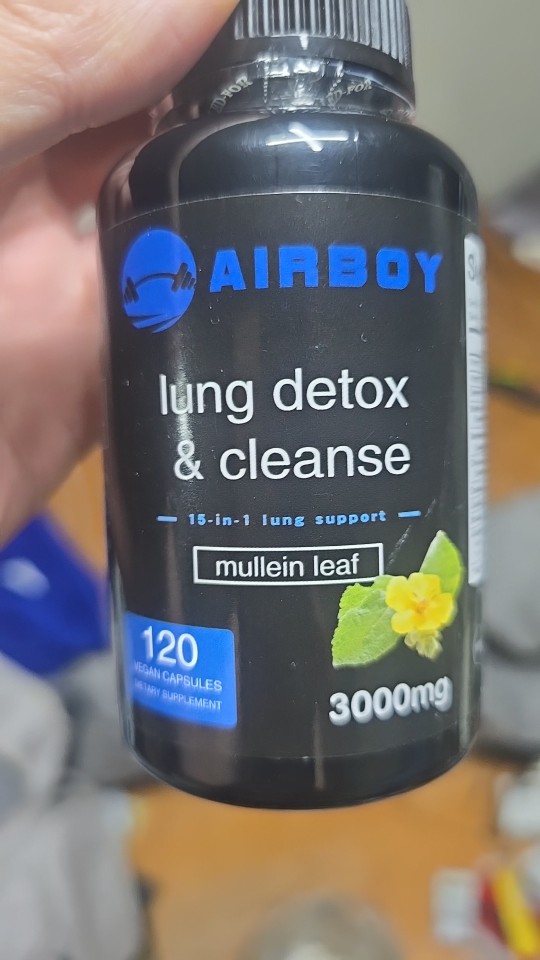 AIRBOY
lung detox
& cleanse
15-in-1 lung support
mullein leaf
120
VEGAN CAPSULES
DIETARY SUPPLEMENT
3000mg